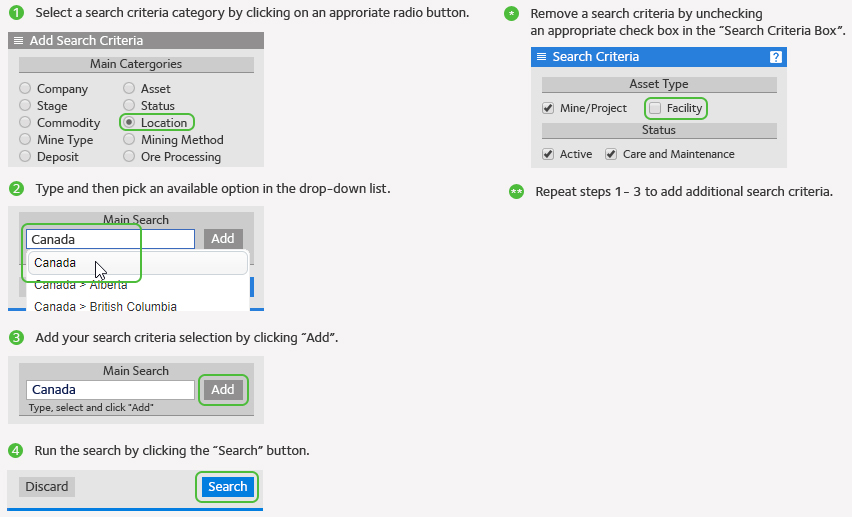 1 Select a search criteria category by clicking on an approriate radio button.
Add Search Criteria
Main Catergories
Company Asset
Stage Status
Commodity Location
Mine Type Mining Method
Deposit Ore Processing
2 Type and then pick an available option in the drop-down list.
Main Search
Canada Add
Canada
Canada > Alberta
Canada > British Columbia
3 Add your search criteria selection by clicking “Add”.
Main Search
Canada Add
Type, select and click "Add"
4 Run the search by clicking the “Search” button.
Discard Search
* Remove a search criteria by unchecking
an appropriate check box in the “Search Criteria Box”.
Search Criteria ?
Asset Type
Mine/Project Facility
Status
Active Care and Maintenance
** Repeat steps 1- 3 to add additional search criteria.